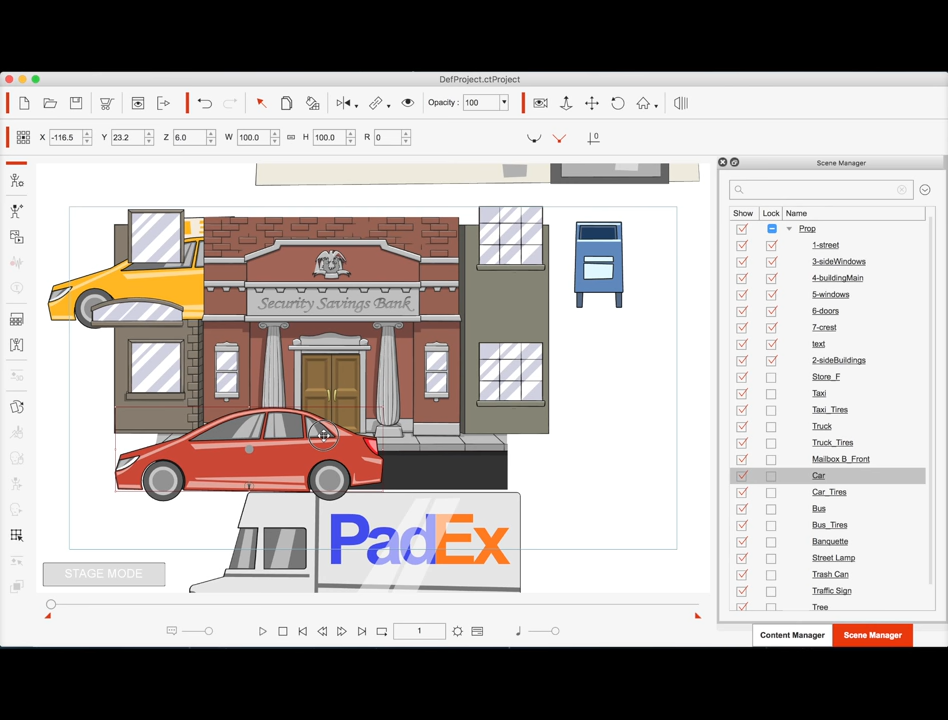 DefProject.ctProject
Opacity : 100
X -116.5 Y 23.2 Z 6.0 W 100.0 H 100.0 R 0
Scene Manager
Show Lock Name
Prop
1-street
3-sideWindows
4-buildingMain
5-windows
6-doors
7-crest
text
2-sideBuildings
Store_F
Taxi
Taxi_Tires
Truck
Truck_Tires
Mailbox B_Front
Car
Car_Tires
Bus
Bus_Tires
Banquette
Street Lamp
Trash Can
Traffic Sign
Tree
Security Savings Bank
PadEx
STAGE MODE
1
Content Manager Scene Manager